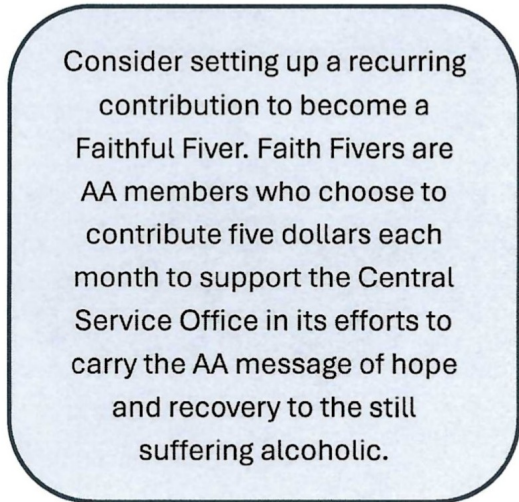 Consider setting up a recurring
contribution to become a
Faithful Fiver. Faith Fivers are
AA members who choose to
contribute five dollars each
month to support the Central
Service Office in its efforts to
carry the AA message of hope
and recovery to the still
suffering alcoholic.